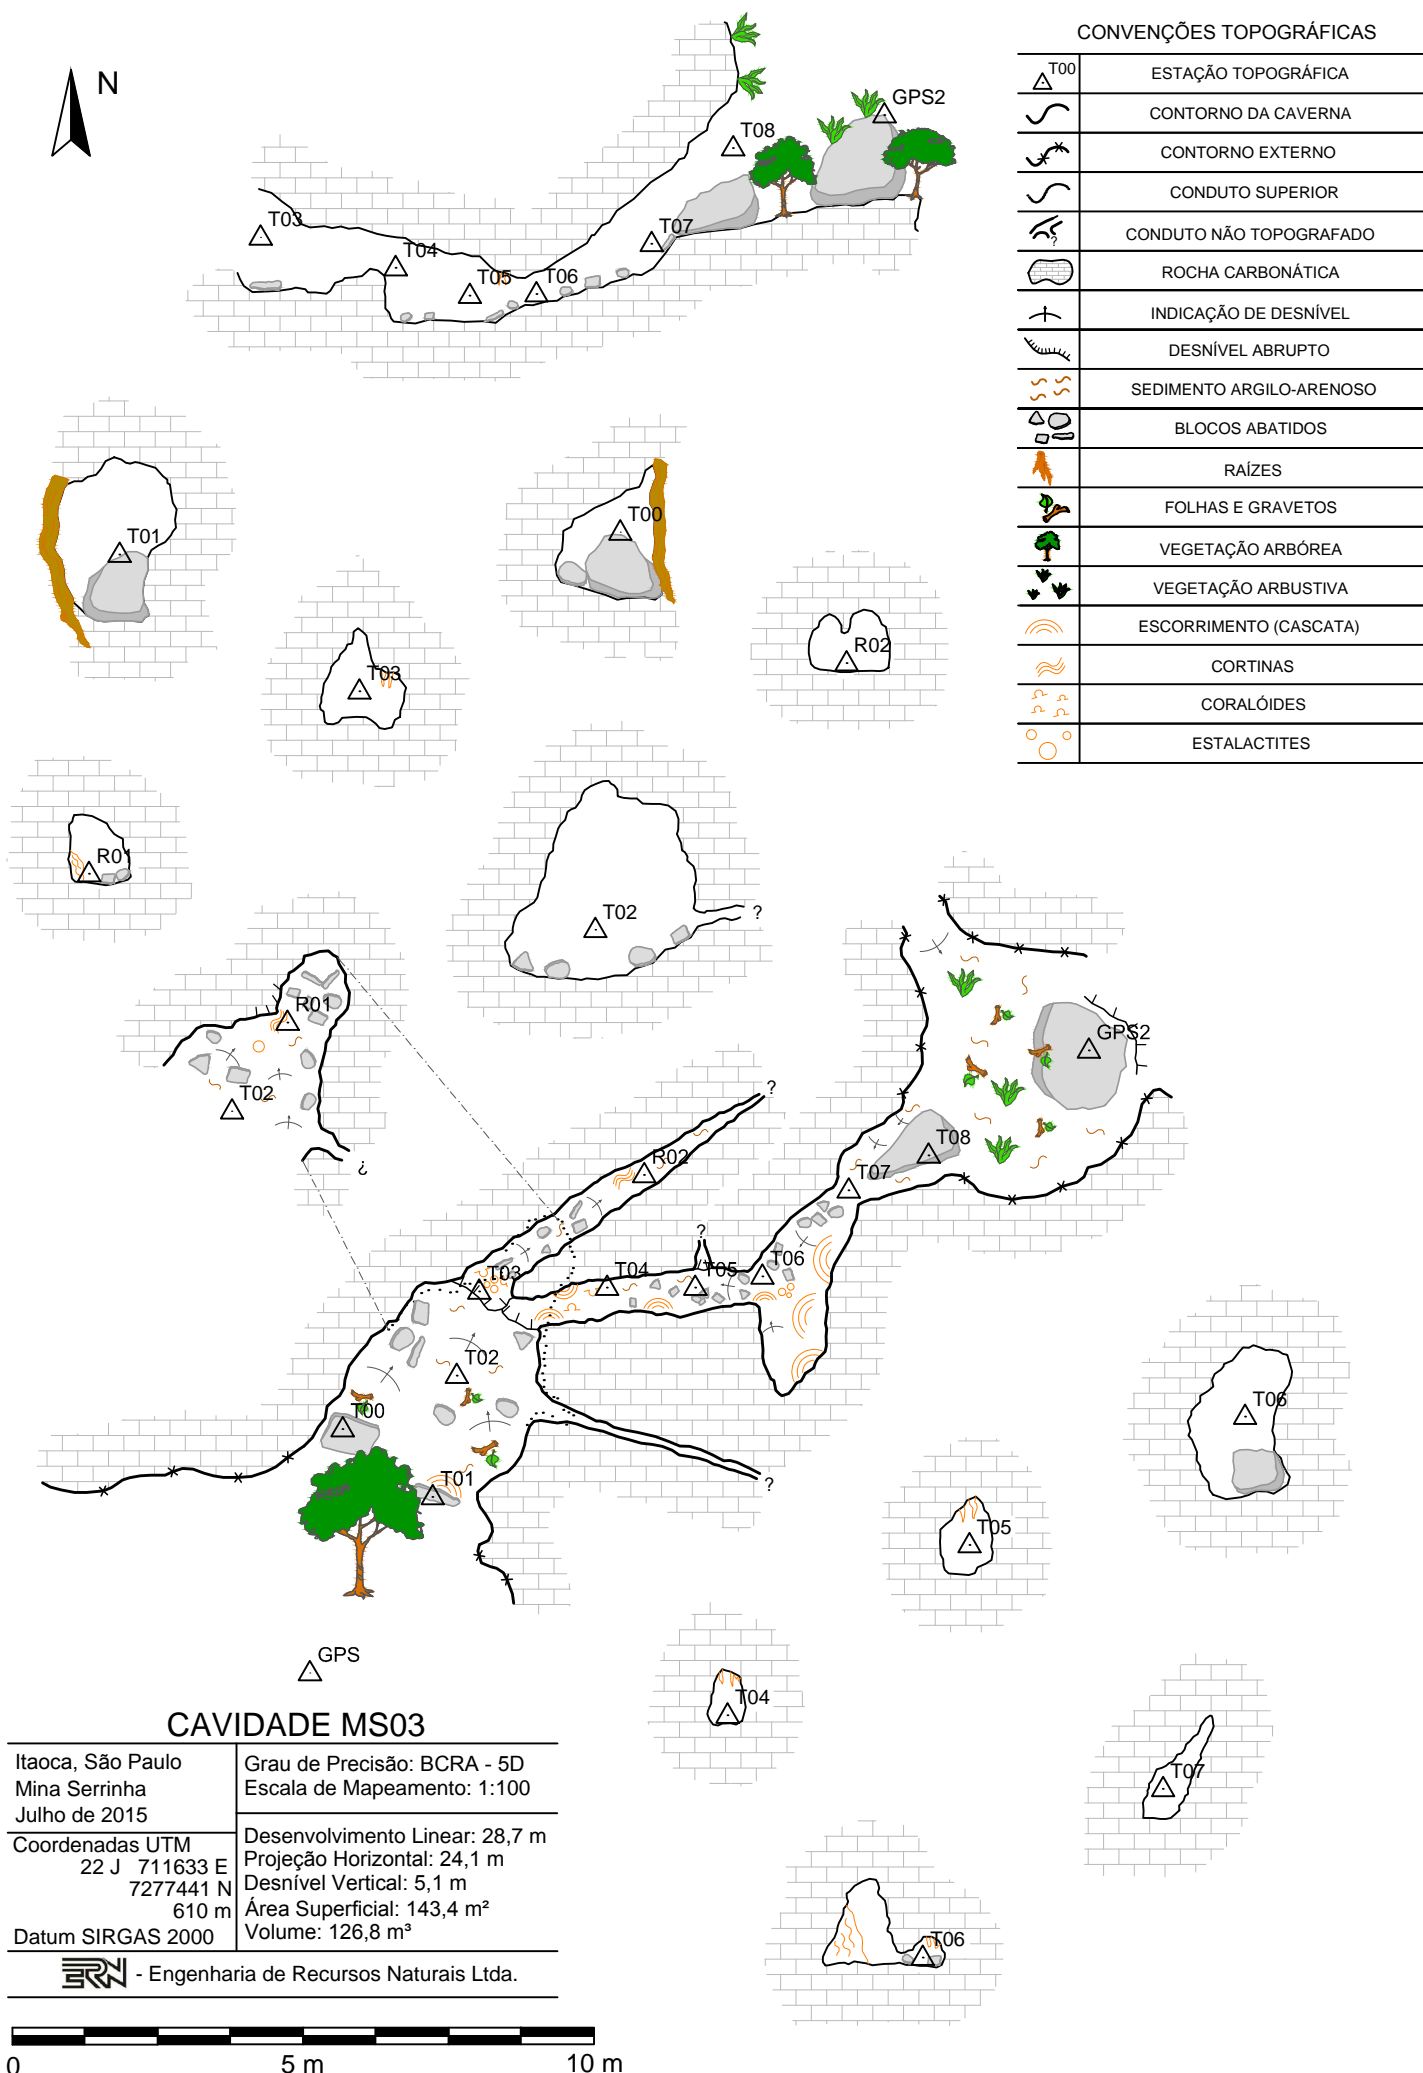 N
GPS2
T08
T03
T07
T04
T05
T06
CONVENÇÕES TOPOGRÁFICAS
T00
ESTAÇÃO TOPOGRÁFICA
CONTORNO DA CAVERNA
CONTORNO EXTERNO
CONDUTO SUPERIOR
?
CONDUTO NÃO TOPOGRAFADO
ROCHA CARBONÁTICA
INDICAÇÃO DE DESNÍVEL
DESNÍVEL ABRUPTO
SEDIMENTO ARGILO-ARENOSO
BLOCOS ABATIDOS
RAÍZES
FOLHAS E GRAVETOS
VEGETAÇÃO ARBÓREA
VEGETAÇÃO ARBUSTIVA
ESCORRIMENTO (CASCATA)
CORTINAS
CORALÓIDES
ESTALACTITES
T01
T00
T03
R02
R01
T02
?
R01
T02
¿
GPS2
?
R02
T08
T07
?
T03
T04
T05
T06
T02
T00
T01
?
T06
T05
T04
T07
T06
GPS
CAVIDADE MS03
Itaoca, São Paulo
Mina Serrinha
Julho de 2015
Grau de Precisão: BCRA - 5D
Escala de Mapeamento: 1:100
Coordenadas UTM
22 J 711633 E
7277441 N
610 m
Datum SIRGAS 2000
Desenvolvimento Linear: 28,7 m
Projeção Horizontal: 24,1 m
Desnível Vertical: 5,1 m
Área Superficial: 143,4 m²
Volume: 126,8 m³
ERN - Engenharia de Recursos Naturais Ltda.
0
5 m
10 m